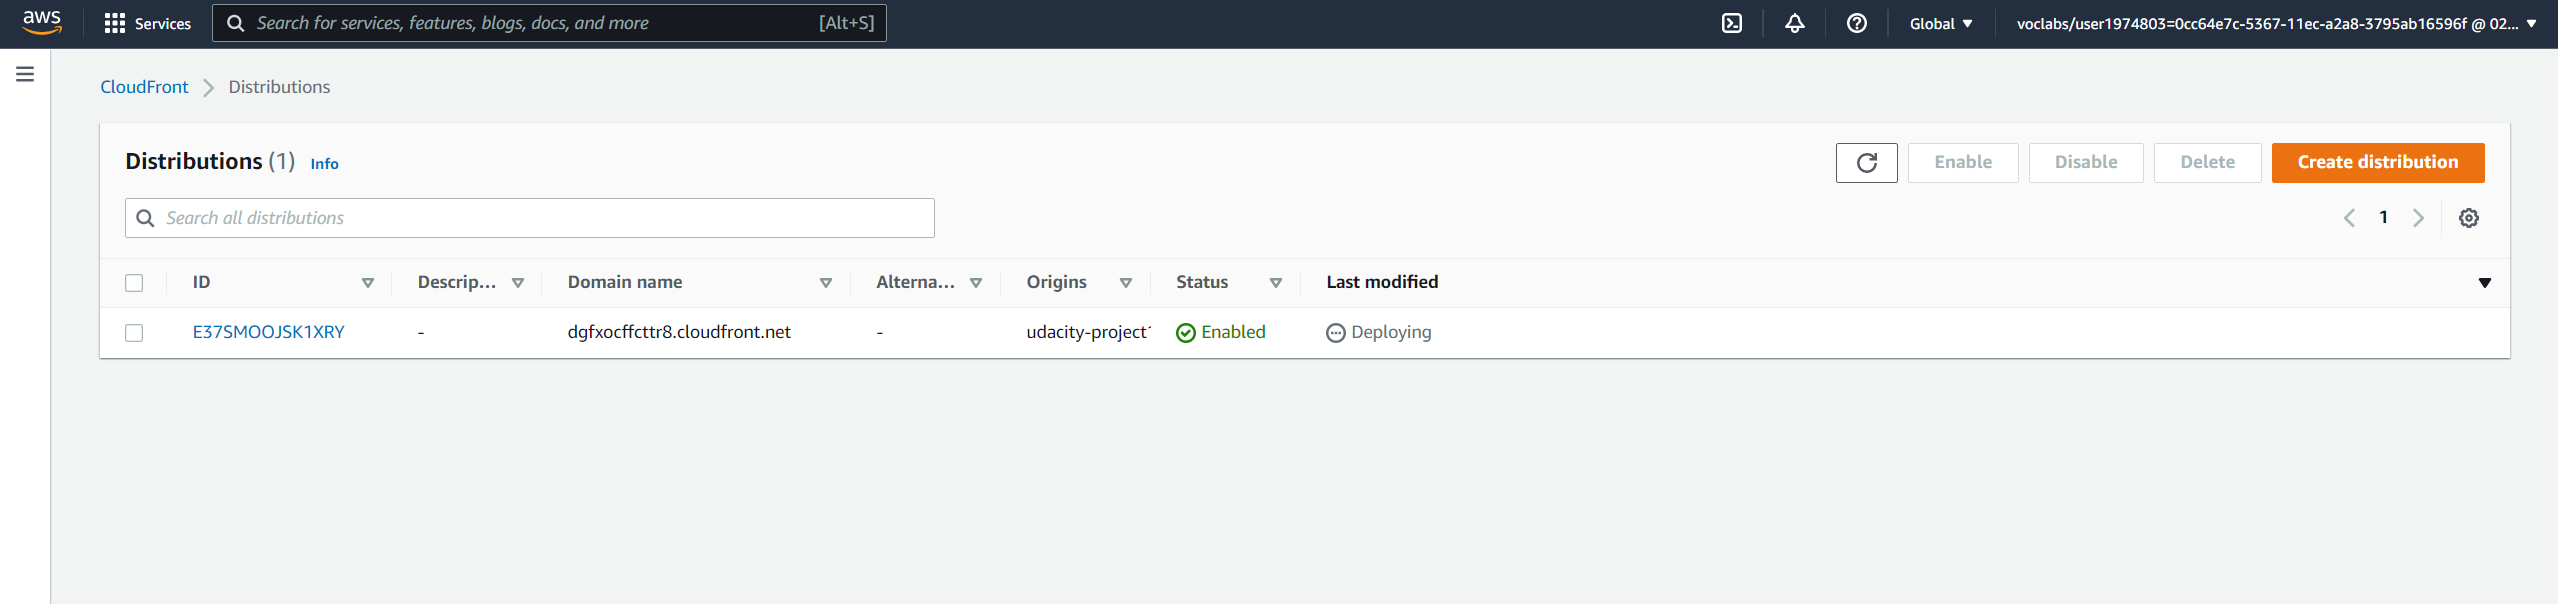 aws Services Search for services, features, blogs, docs, and more [Alt+S] Global voclabs/user1974803=0cc64e7c-5367-11ec-a2a8-3795ab16596f @ 02...
CloudFront Distributions
Distributions (1) Info Enable Disable Delete Create distribution
Search all distributions 1
ID Descrip... Domain name Alterna... Origins Status Last modified
E37SMOOJSK1XRY - dgfxocffcttr8.cloudfront.net - udacity-project1 Enabled Deploying